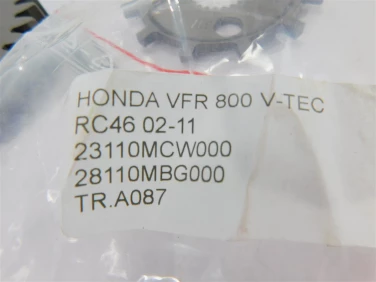 HONDA VFR 800 V-TEC
RC46 02-11
23110MCW000
28110MBG000
TR.A087